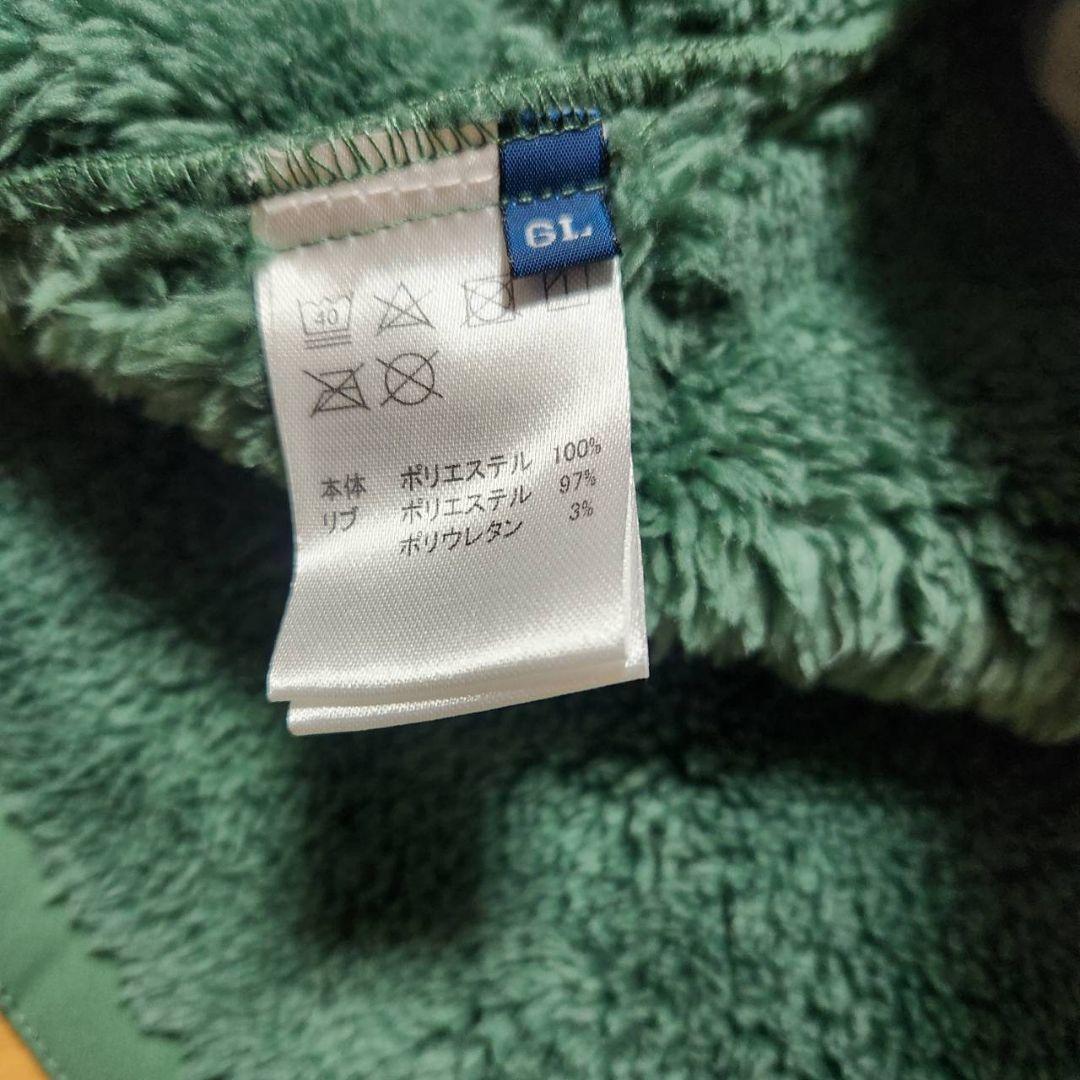 6L
40
本体 ポリエステル 100%
リブ ポリエステル 97%
ポリウレタン 3%